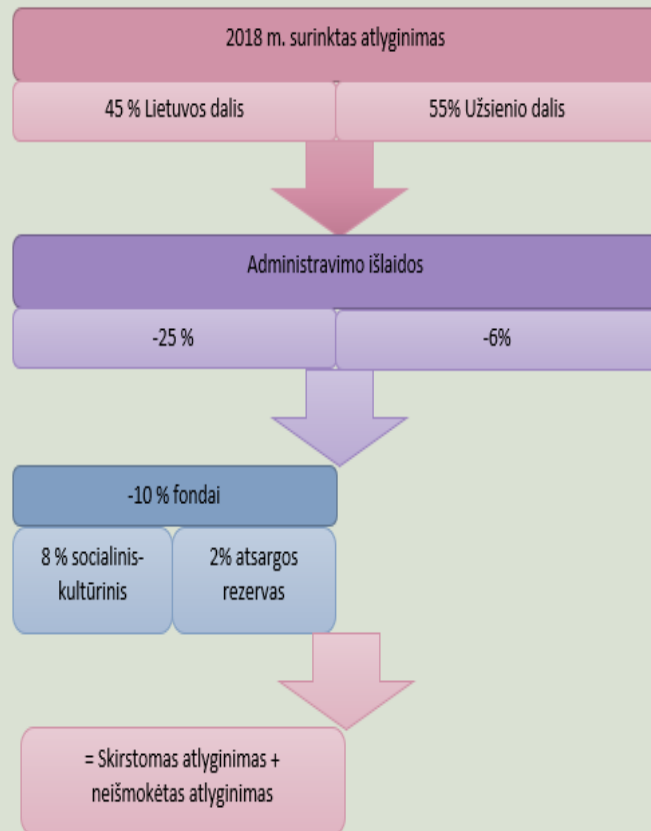 2018 m. surinktas atlyginimas
45 % Lietuvos dalis
55% Užsienio dalis
Administravimo išlaidos
-25 %
-6%
-10 % fondai
8 % socialinis-
kultūrinis
2% atsargos
rezervas
= Skirstomas atlyginimas +
neišmokėtas atlyginimas